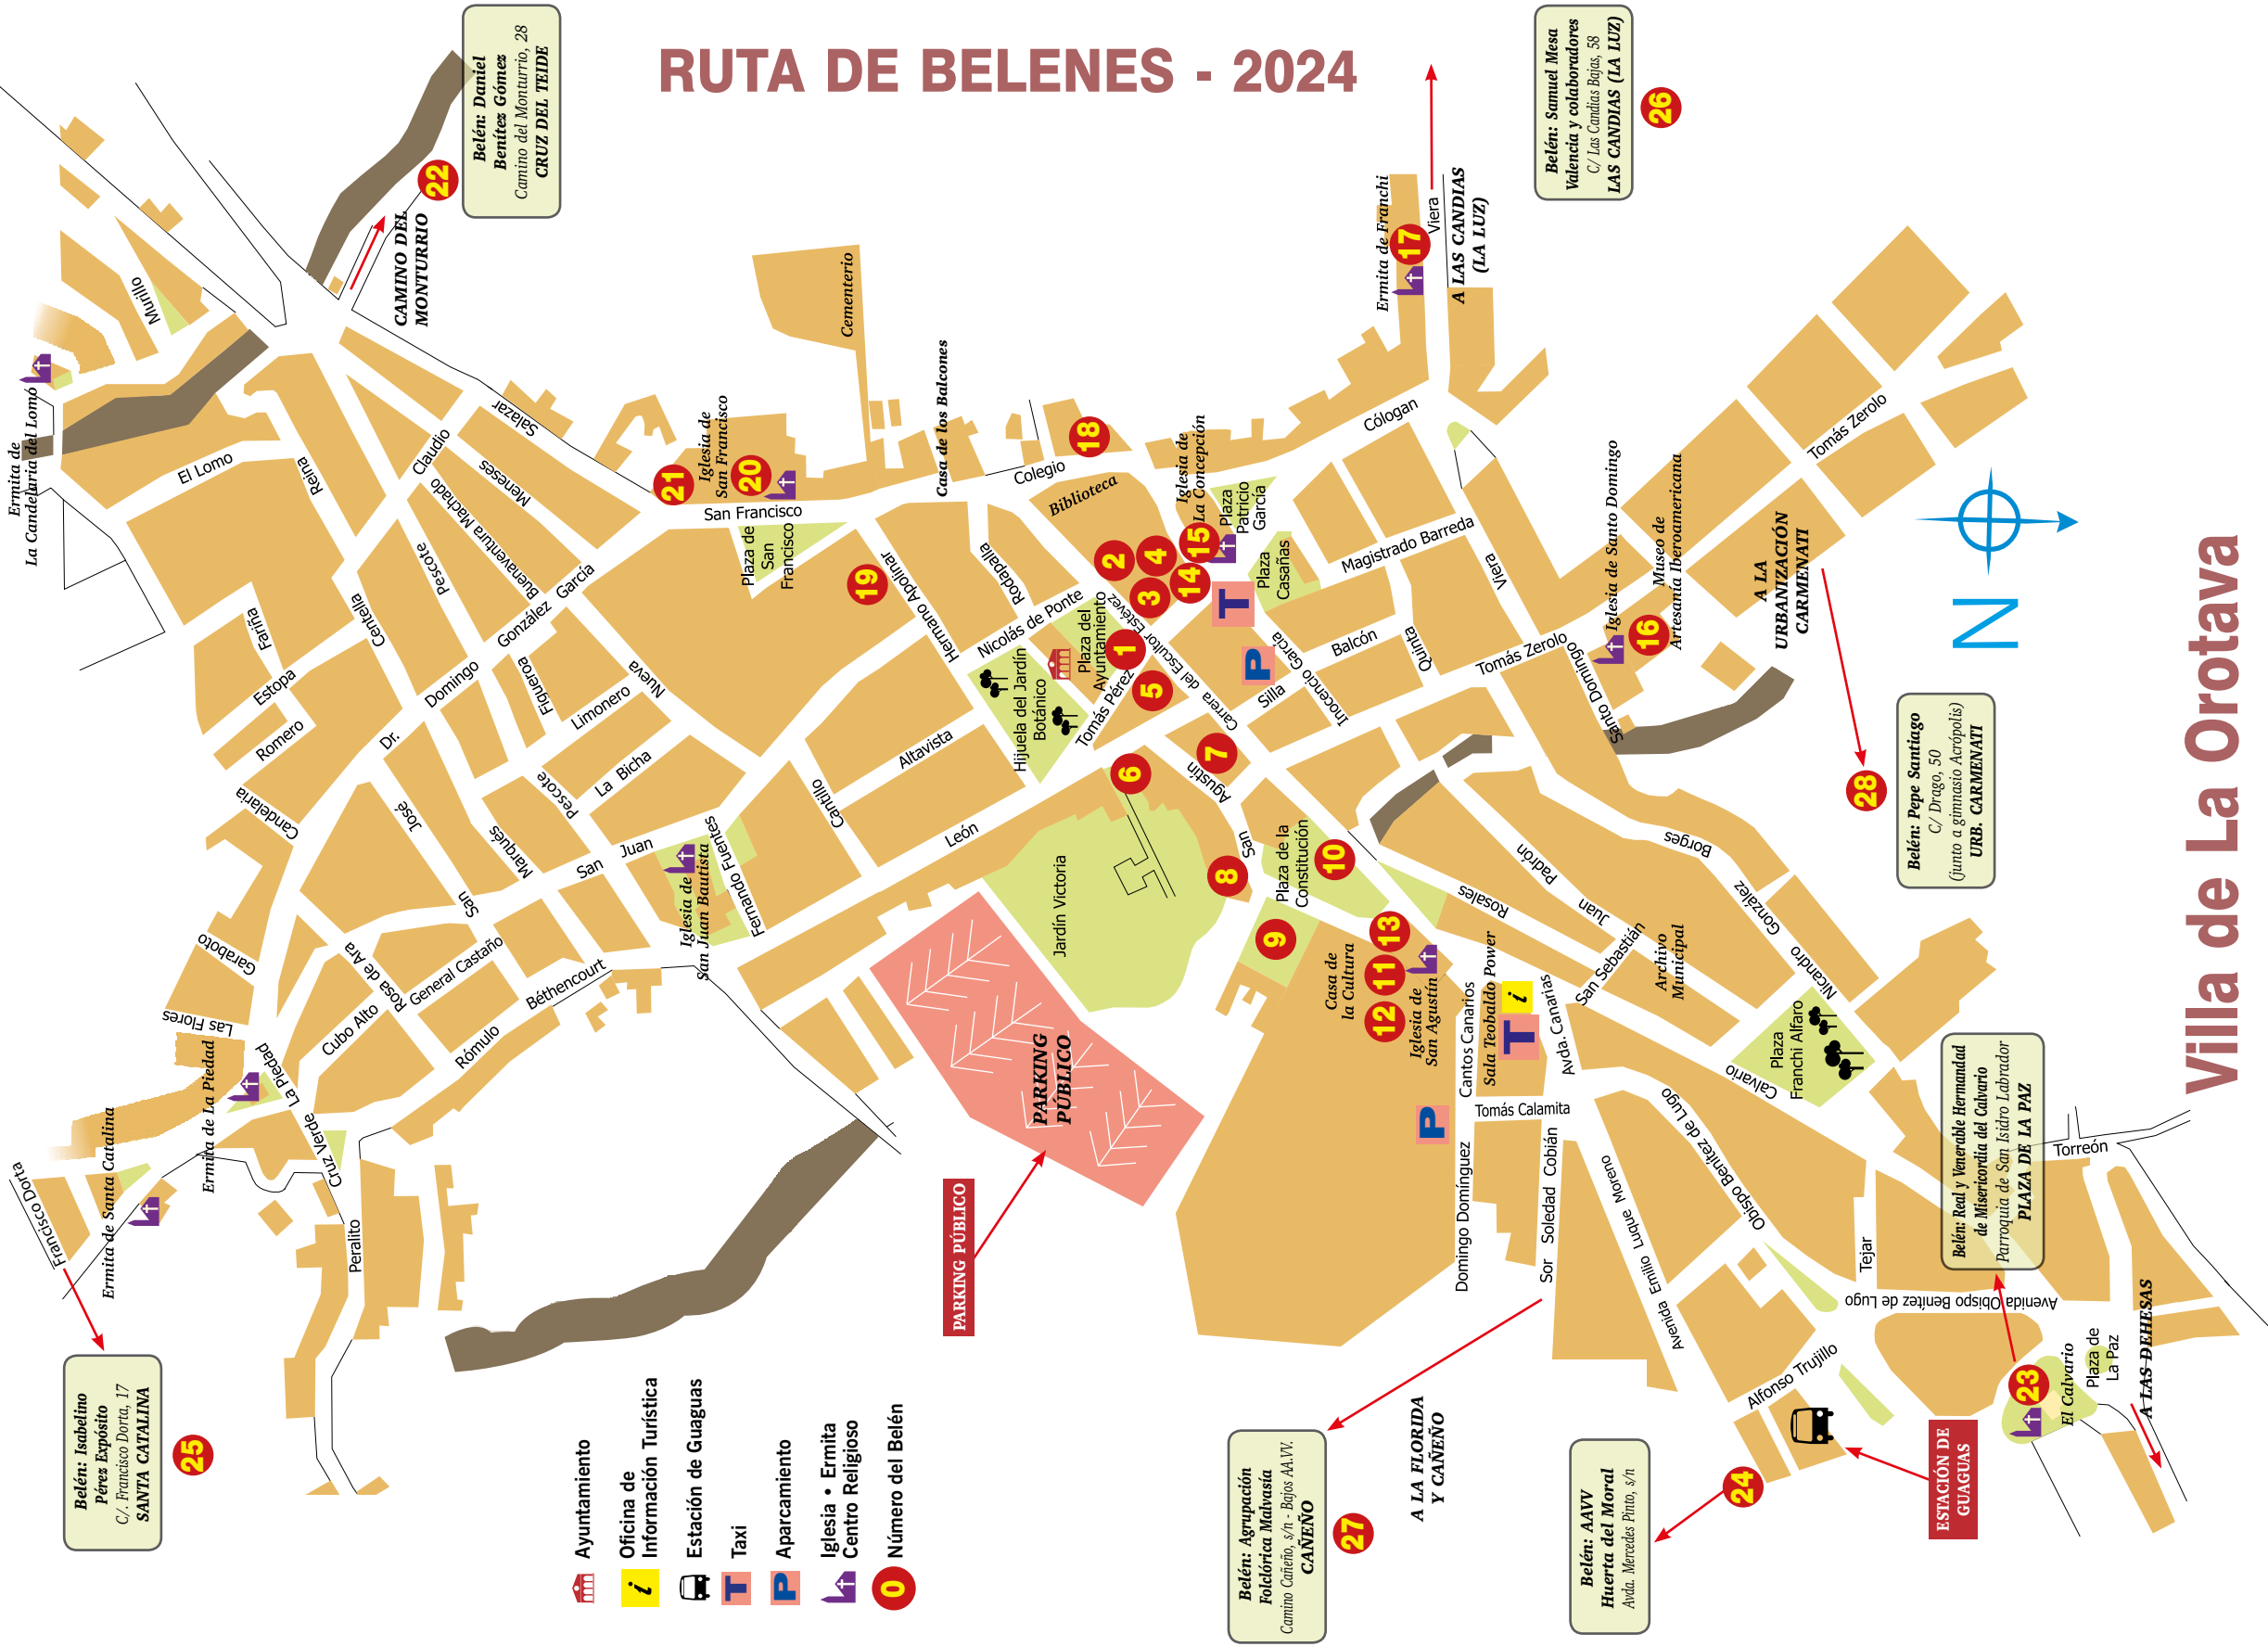 RUTA DE BELENES - 2024
Villa de La Orotava
N
Belén: Daniel
Benítez Gómez
Camino del Monturrio, 28
CRUZ DEL TEIDE
22
CAMINO DEL
MONTURRIO
Belén: Samuel Mesa
Valencia y colaboradores
C/ Las Candias Bajas, 58
LAS CANDIAS (LA LUZ)
26
A LAS CANDIAS
(LA LUZ)
Viera
Ermita de Franchi
17
Ermita de
La Candelaria del Lomó
Murillo
El Lomo
Reina
Claudio
Salazar
Meneses
Buenaventura Machado
Pescote
Centella
Fariña
Estopa
Romero
Candelaria
Dr.
Domingo
González
García
Figueroa
Limonero
Nueva
La Bicha
Pescote
José
Marqués
San
San
Juan
Cementerio
Casa de los Balcones
Iglesia de
San Francisco
21
20
San Francisco
Plaza de
San
Francisco
19
Colegio
18
Biblioteca
Iglesia de
La Concepción
Plaza
Patricio
García
Plaza
Casañas
Cólogan
Magistrado Barreda
Viera
2
4
15
3
14
1
5
T
P
Rodapalla
Hermano Apolinar
Nicolás de Ponte
Plaza del
Ayuntamiento
Hijuela del Jardín
Botánico
Tomás Pérez
Carrera del Escultor Estévez
Silla
Inocencio García
Balcón
Quinta
Tomás Zerolo
Tomás Zerolo
Iglesia de Santo Domingo
Museo de
Artesanía Iberoamericana
16
Santo Domingo
A LA
URBANIZACIÓN
CARMENATI
28
Belén: Pepe Santiago
C/ Drago, 50
(junto a gimnasio Acrópolis)
URB. CARMENATI
6
7
Agustín
San
8
9
10
Plaza de la
Constitución
Jardín Victoria
León
Altavista
Cantillo
Fernando Fuentes
Iglesia de
San Juan Bautista
Garaboto
Las Flores
Rosa de Ara
General Castaño
Cubo Alto
Rómulo
Béthencourt
La Piedad
Cruz Verde
Ermita de La Piedad
Ermita de Santa Catalina
Francisco Dorta
Peralito
Belén: Isabelino
Pérez Expósito
C/. Francisco Dorta, 17
SANTA CATALINA
25
PARKING
PÚBLICO
PARKING PÚBLICO
Casa de
la Cultura
13
11
12
Iglesia de
San Agustín
Cantos Canarios
Sala Teobaldo Power
T
i
P
Avda. Canarias
Tomás Calamita
Domingo Domínguez
Sor Soledad Cobián
Avenida Emilio Luque Moreno
Rosales
Padrón
Juan
San Sebastián
Archivo
Municipal
Borges
González
Nicandro
Plaza
Franchi Alfaro
Calvario
Obispo Benítez de Lugo
Obispo
Tejar
Avenida Obispo Benítez de Lugo
Torreón
Belén: Real y Venerable Hermandad
de Misericordia del Calvario
Parroquia de San Isidro Labrador
PLAZA DE LA PAZ
23
El Calvario
Plaza de
La Paz
A LAS DEHESAS
Alfonso Trujillo
ESTACIÓN DE
GUAGUAS
24
Belén: AAVV
Huerta del Moral
Avda. Mercedes Pinto, s/n
A LA FLORIDA
Y CAÑEÑO
Belén: Agrupación
Folclórica Malvasía
Camino Cañeño, s/n - Bajos AA.VV.
CAÑEÑO
27
Ayuntamiento
i
Oficina de
Información Turística
Estación de Guaguas
T
Taxi
P
Aparcamiento
Iglesia • Ermita
Centro Religioso
0
Número del Belén